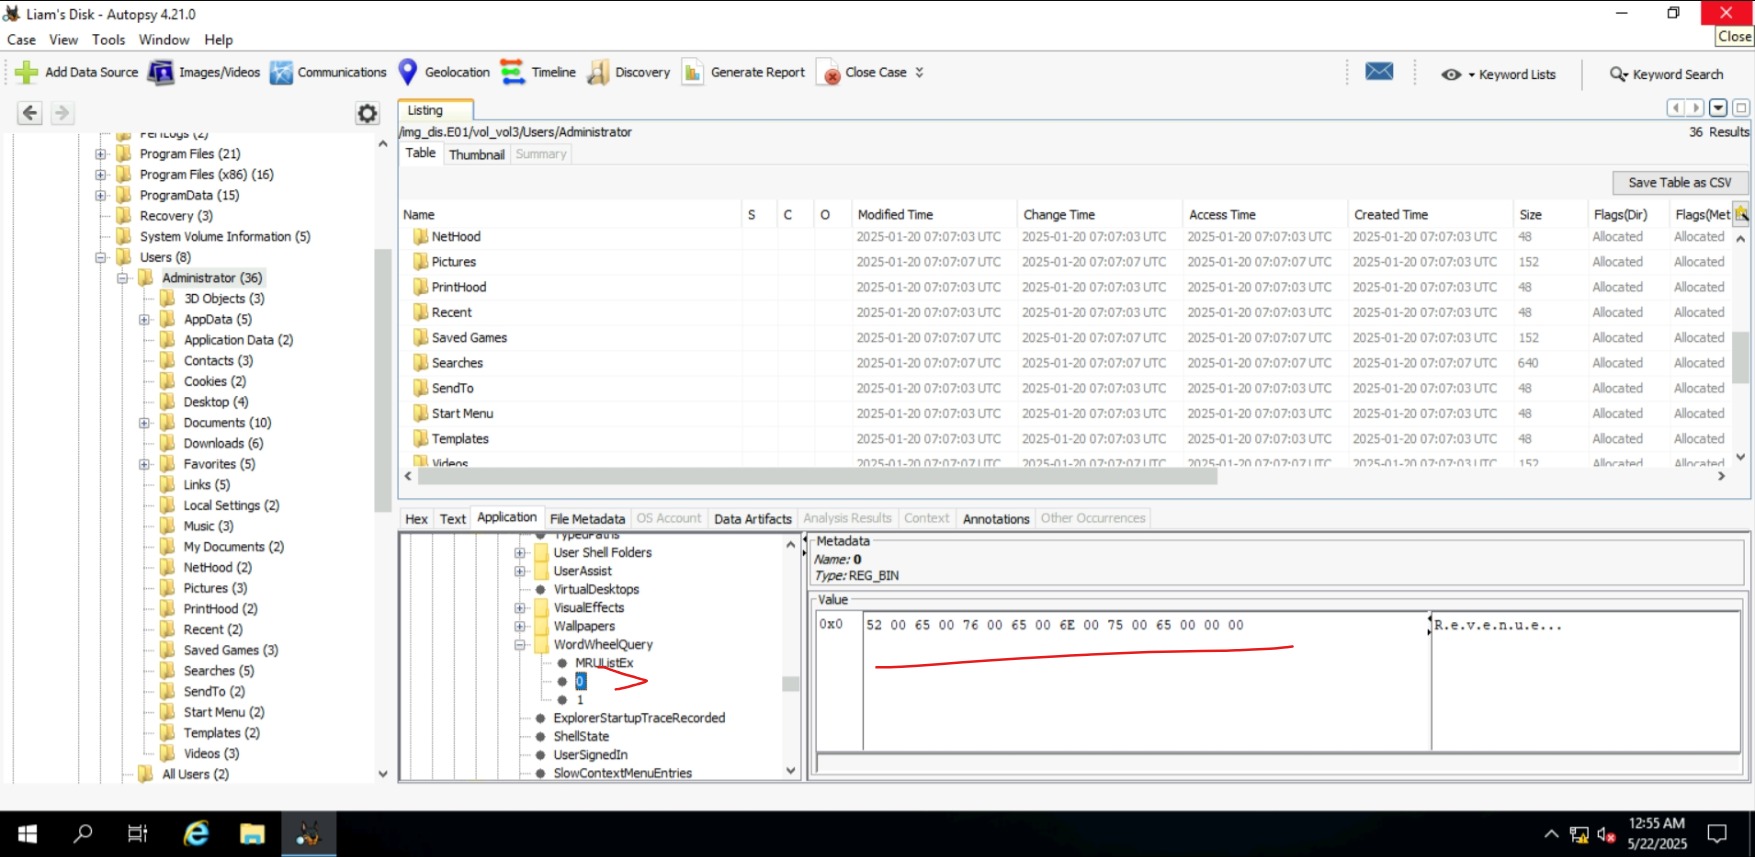 Liam's Disk - Autopsy 4.21.0
Close
Case View Tools Window Help
Add Data Source Images/Videos Communications Geolocation Timeline Discovery Generate Report Close Case Keyword Lists Keyword Search
PerfLogs (2)
Program Files (21)
Program Files (x86) (16)
ProgramData (15)
Recovery (3)
System Volume Information (5)
Users (8)
Administrator (36)
3D Objects (3)
AppData (5)
Application Data (2)
Contacts (3)
Cookies (2)
Desktop (4)
Documents (10)
Downloads (6)
Favorites (5)
Links (5)
Local Settings (2)
Music (3)
My Documents (2)
NetHood (2)
Pictures (3)
PrintHood (2)
Recent (2)
Saved Games (3)
Searches (5)
SendTo (2)
Start Menu (2)
Templates (2)
Videos (3)
All Users (2)
Listing
/img_dis.E01/vol_vol3/Users/Administrator
36 Results
Table Thumbnail Summary
Save Table as CSV
Name S C O Modified Time Change Time Access Time Created Time Size Flags(Dir) Flags(Met
NetHood 2025-01-20 07:07:03 UTC 2025-01-20 07:07:03 UTC 2025-01-20 07:07:03 UTC 2025-01-20 07:07:03 UTC 48 Allocated Allocated
Pictures 2025-01-20 07:07:07 UTC 2025-01-20 07:07:07 UTC 2025-01-20 07:07:07 UTC 2025-01-20 07:07:03 UTC 152 Allocated Allocated
PrintHood 2025-01-20 07:07:03 UTC 2025-01-20 07:07:03 UTC 2025-01-20 07:07:03 UTC 2025-01-20 07:07:03 UTC 48 Allocated Allocated
Recent 2025-01-20 07:07:03 UTC 2025-01-20 07:07:03 UTC 2025-01-20 07:07:03 UTC 2025-01-20 07:07:03 UTC 48 Allocated Allocated
Saved Games 2025-01-20 07:07:07 UTC 2025-01-20 07:07:07 UTC 2025-01-20 07:07:07 UTC 2025-01-20 07:07:03 UTC 152 Allocated Allocated
Searches 2025-01-20 07:07:07 UTC 2025-01-20 07:07:07 UTC 2025-01-20 07:07:07 UTC 2025-01-20 07:07:03 UTC 640 Allocated Allocated
SendTo 2025-01-20 07:07:03 UTC 2025-01-20 07:07:03 UTC 2025-01-20 07:07:03 UTC 2025-01-20 07:07:03 UTC 48 Allocated Allocated
Start Menu 2025-01-20 07:07:03 UTC 2025-01-20 07:07:03 UTC 2025-01-20 07:07:03 UTC 2025-01-20 07:07:03 UTC 48 Allocated Allocated
Templates 2025-01-20 07:07:03 UTC 2025-01-20 07:07:03 UTC 2025-01-20 07:07:03 UTC 2025-01-20 07:07:03 UTC 48 Allocated Allocated
Videos 2025-01-20 07:07:07 UTC 2025-01-20 07:07:07 UTC 2025-01-20 07:07:07 UTC 2025-01-20 07:07:03 UTC 152 Allocated Allocated
Hex Text Application File Metadata OS Account Data Artifacts Analysis Results Context Annotations Other Occurrences
TypedPaths
User Shell Folders
UserAssist
VirtualDesktops
VisualEffects
Wallpapers
WordWheelQuery
MRUListEx
0
1
ExplorerStartupTraceRecorded
ShellState
UserSignedIn
SlowContextMenuEntries
Metadata
Name: 0
Type: REG_BIN
Value
0x0 52 00 65 00 76 00 65 00 6E 00 75 00 65 00 00 00 R.e.v.e.n.u.e...
12:55 AM
5/22/2025